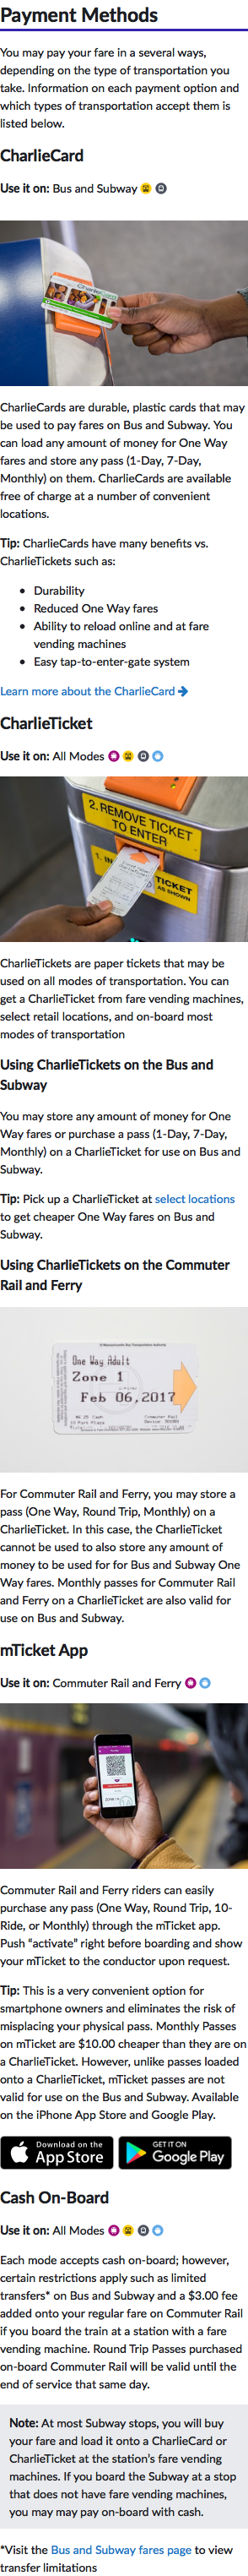 Payment Methods
You may pay your fare in a several ways,
depending on the type of transportation you
take. Information on each payment option and
which types of transportation accept them is
listed below.
CharlieCard
Use it on: Bus and Subway
CharlieCard
CharlieCards are durable, plastic cards that may
be used to pay fares on Bus and Subway. You
can load any amount of money for One Way
fares and store any pass (1-Day, 7-Day,
Monthly) on them. CharlieCards are available
free of charge at a number of convenient
locations.
Tip: CharlieCards have many benefits vs.
CharlieTickets such as:
• Durability
• Reduced One Way fares
• Ability to reload online and at fare
vending machines
• Easy tap-to-enter-gate system
Learn more about the CharlieCard →
CharlieTicket
Use it on: All Modes
2. REMOVE TICKET
TO ENTER
1. IN
TICKET
AS SHOWN
CharlieTickets are paper tickets that may be
used on all modes of transportation. You can
get a CharlieTicket from fare vending machines,
select retail locations, and on-board most
modes of transportation
Using CharlieTickets on the Bus and
Subway
You may store any amount of money for One
Way fares or purchase a pass (1-Day, 7-Day,
Monthly) on a CharlieTicket for use on Bus and
Subway.
Tip: Pick up a CharlieTicket at select locations
to get cheaper One Way fares on Bus and
Subway.
Using CharlieTickets on the Commuter
Rail and Ferry
One Way Adult
Zone 1
Feb 06,2017
Commuter Rail
For Commuter Rail and Ferry, you may store a
pass (One Way, Round Trip, Monthly) on a
CharlieTicket. In this case, the CharlieTicket
cannot be used to also store any amount of
money to be used for for Bus and Subway One
Way fares. Monthly passes for Commuter Rail
and Ferry on a CharlieTicket are also valid for
use on Bus and Subway.
mTicket App
Use it on: Commuter Rail and Ferry
Commuter Rail and Ferry riders can easily
purchase any pass (One Way, Round Trip, 10-
Ride, or Monthly) through the mTicket app.
Push “activate” right before boarding and show
your mTicket to the conductor upon request.
Tip: This is a very convenient option for
smartphone owners and eliminates the risk of
misplacing your physical pass. Monthly Passes
on mTicket are $10.00 cheaper than they are on
a CharlieTicket. However, unlike passes loaded
onto a CharlieTicket, mTicket passes are not
valid for use on the Bus and Subway. Available
on the iPhone App Store and Google Play.
Download on the
App Store
GET IT ON
Google Play
Cash On-Board
Use it on: All Modes
Each mode accepts cash on-board; however,
certain restrictions apply such as limited
transfers* on Bus and Subway and a $3.00 fee
added onto your regular fare on Commuter Rail
if you board the train at a station with a fare
vending machine. Round Trip Passes purchased
on-board Commuter Rail will be valid until the
end of service that same day.
Note: At most Subway stops, you will buy
your fare and load it onto a CharlieCard or
CharlieTicket at the station’s fare vending
machines. If you board the Subway at a stop
that does not have fare vending machines,
you may may pay on-board with cash.
*Visit the Bus and Subway fares page to view
transfer limitations